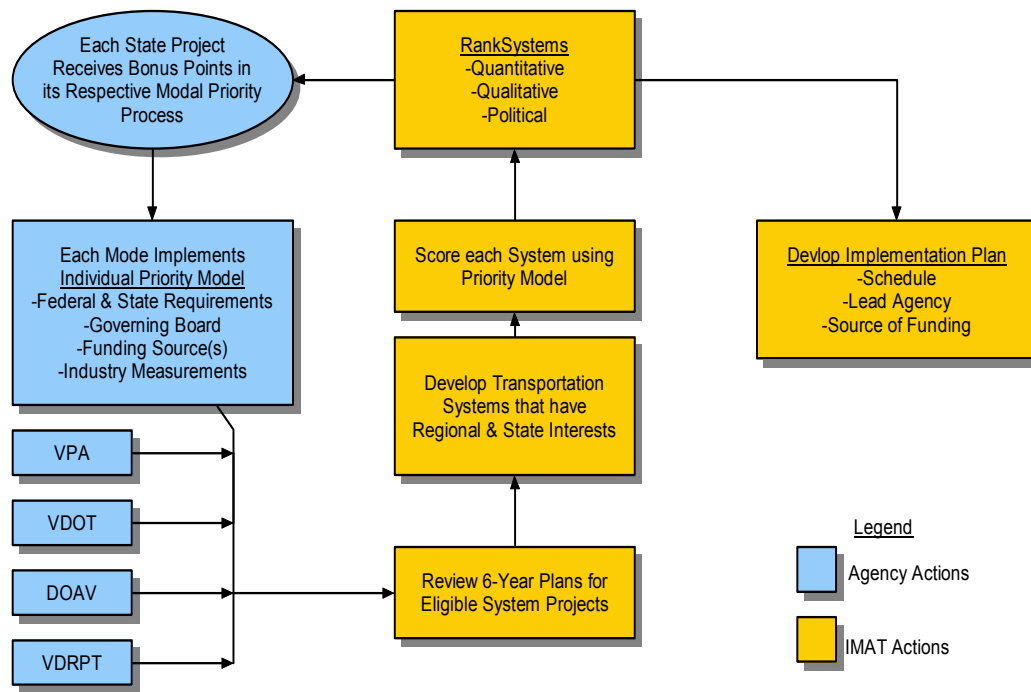 Each State Project
Receives Bonus Points in
its Respective Modal Priority
Process
RankSystems
-Quantitative
-Qualitative
-Political
Each Mode Implements
Individual Priority Model
-Federal & State Requirements
-Governing Board
-Funding Source(s)
-Industry Measurements
Score each System using
Priority Model
Devlop Implementation Plan
-Schedule
-Lead Agency
-Source of Funding
Develop Transportation
Systems that have
Regional & State Interests
VPA
VDOT
DOAV
VDRPT
Review 6-Year Plans for
Eligible System Projects
Legend
Agency Actions
IMAT Actions